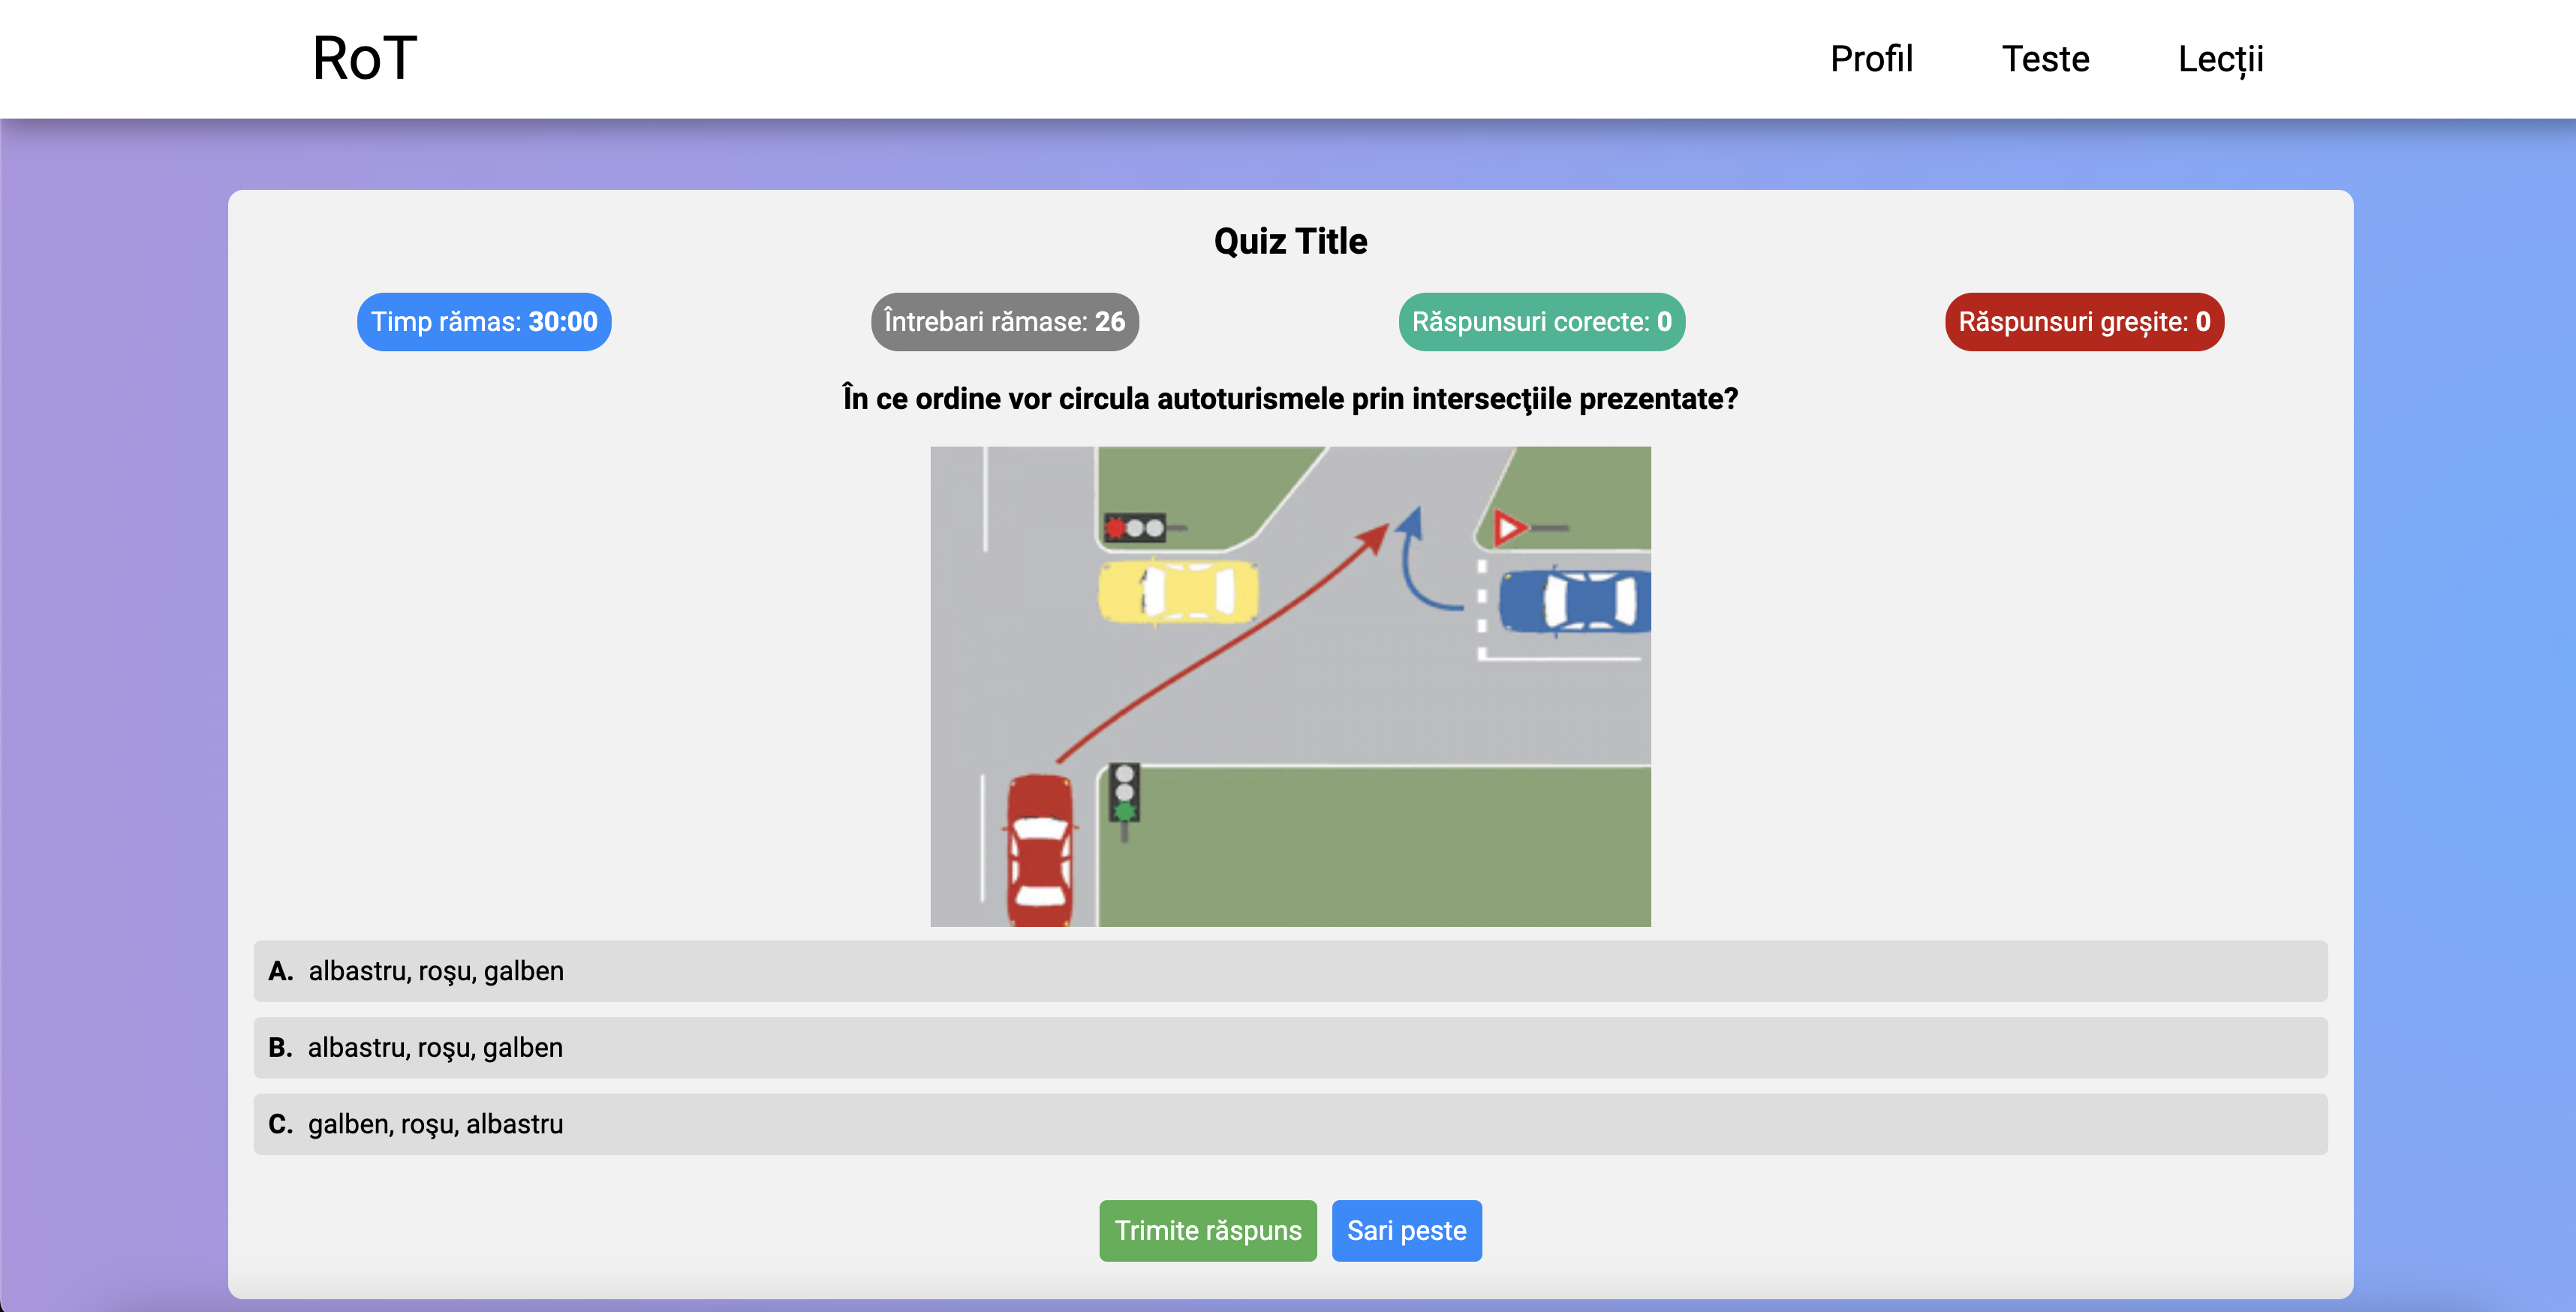 RoT
Profil
Teste
Lecții
Quiz Title
Timp rămas: 30:00
Întrebari rămase: 26
Răspunsuri corecte: 0
Răspunsuri greșite: 0
În ce ordine vor circula autoturismele prin intersecţiile prezentate?
A. albastru, roşu, galben
B. albastru, roşu, galben
C. galben, roşu, albastru
Trimite răspuns
Sari peste